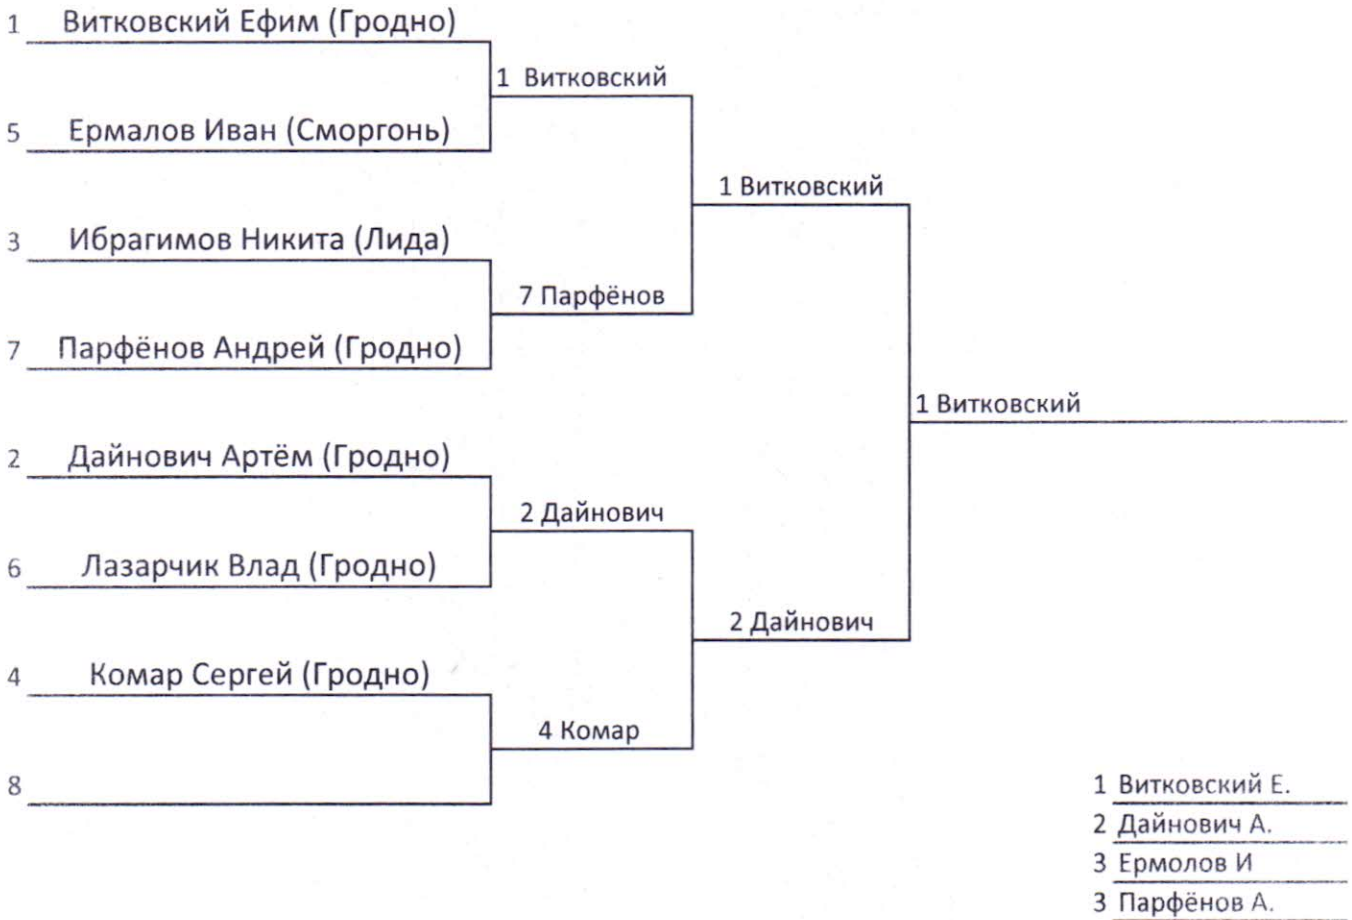 1 Витковский Ефим (Гродно)
1 Витковский
5 Ермалов Иван (Сморгонь)
1 Витковский
3 Ибрагимов Никита (Лида)
7 Парфёнов
7 Парфёнов Андрей (Гродно)
1 Витковский
2 Дайнович Артём (Гродно)
2 Дайнович
6 Лазарчик Влад (Гродно)
2 Дайнович
4 Комар Сергей (Гродно)
4 Комар
8
1 Витковский Е.
2 Дайнович А.
3 Ермолов И
3 Парфёнов А.